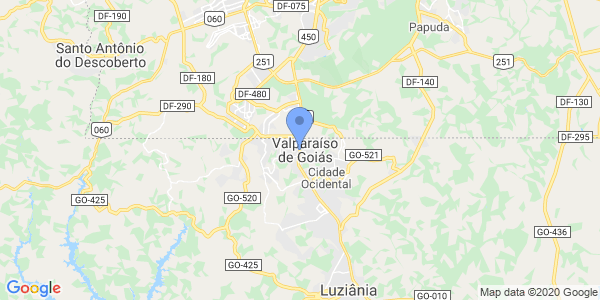 DF-075
DF-190
060
450
Papuda
Santo Antônio
do Descoberto
251
251
DF-180
DF-140
DF-480
DF-290
DF-130
060
DF-295
Valparaíso
de Goiás
GO-521
Cidade
Ocidental
GO-425
GO-520
GO-436
GO-425
Luziânia
GO-010
Google
Map data ©2020 Google